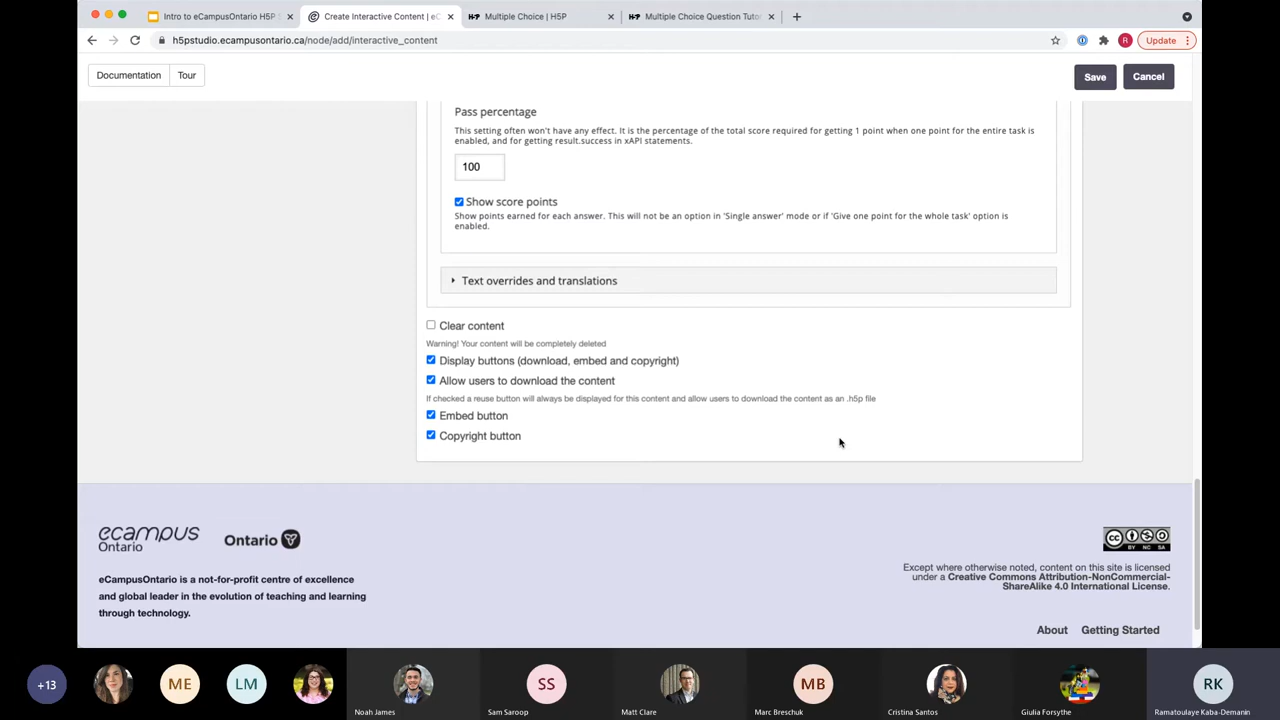 Intro to eCampusOntario H5P
Create Interactive Content | eC
H-P Multiple Choice | H5P
H-P Multiple Choice Question Tutor
h5pstudio.ecampusontario.ca/node/add/interactive_content
R
Update
Documentation
Tour
Save
Cancel
Pass percentage
This setting often won't have any effect. It is the percentage of the total score required for getting 1 point when one point for the entire task is
enabled, and for getting result.success in xAPI statements.
100
Show score points
Show points earned for each answer. This will not be an option in 'Single answer' mode or if 'Give one point for the whole task' option is
enabled.
Text overrides and translations
Clear content
Warning! Your content will be completely deleted
Display buttons (download, embed and copyright)
Allow users to download the content
If checked a reuse button will always be displayed for this content and allow users to download the content as an .h5p file
Embed button
Copyright button
ecampus
Ontario
Ontario
cc
BY NC SA
eCampusOntario is a not-for-profit centre of excellence
and global leader in the evolution of teaching and learning
through technology.
Except where otherwise noted, content on this site is licensed
under a Creative Commons Attribution-NonCommercial-
ShareAlike 4.0 International License.
About
Getting Started
+13
ME
LM
Noah James
SS
Sam Saroop
Matt Clare
MB
Marc Breschuk
Cristina Santos
Giulia Forsythe
RK
Ramatoulaye Kaba-Demanin